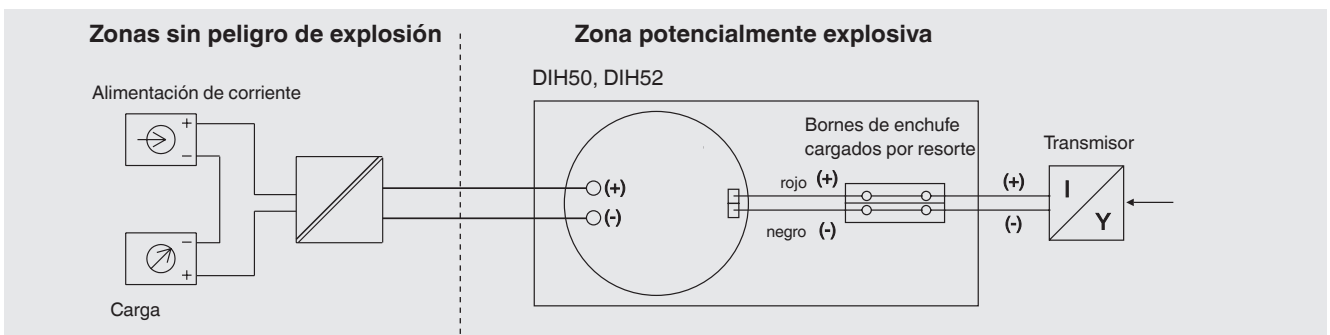 Zonas sin peligro de explosión
Zona potencialmente explosiva
DIH50, DIH52
Alimentación de corriente
+
–
–
+
Carga
(+)
(-)
Bornes de enchufe
cargados por resorte
rojo (+)
negro (-)
Transmisor
(+)
(-)
I
Y